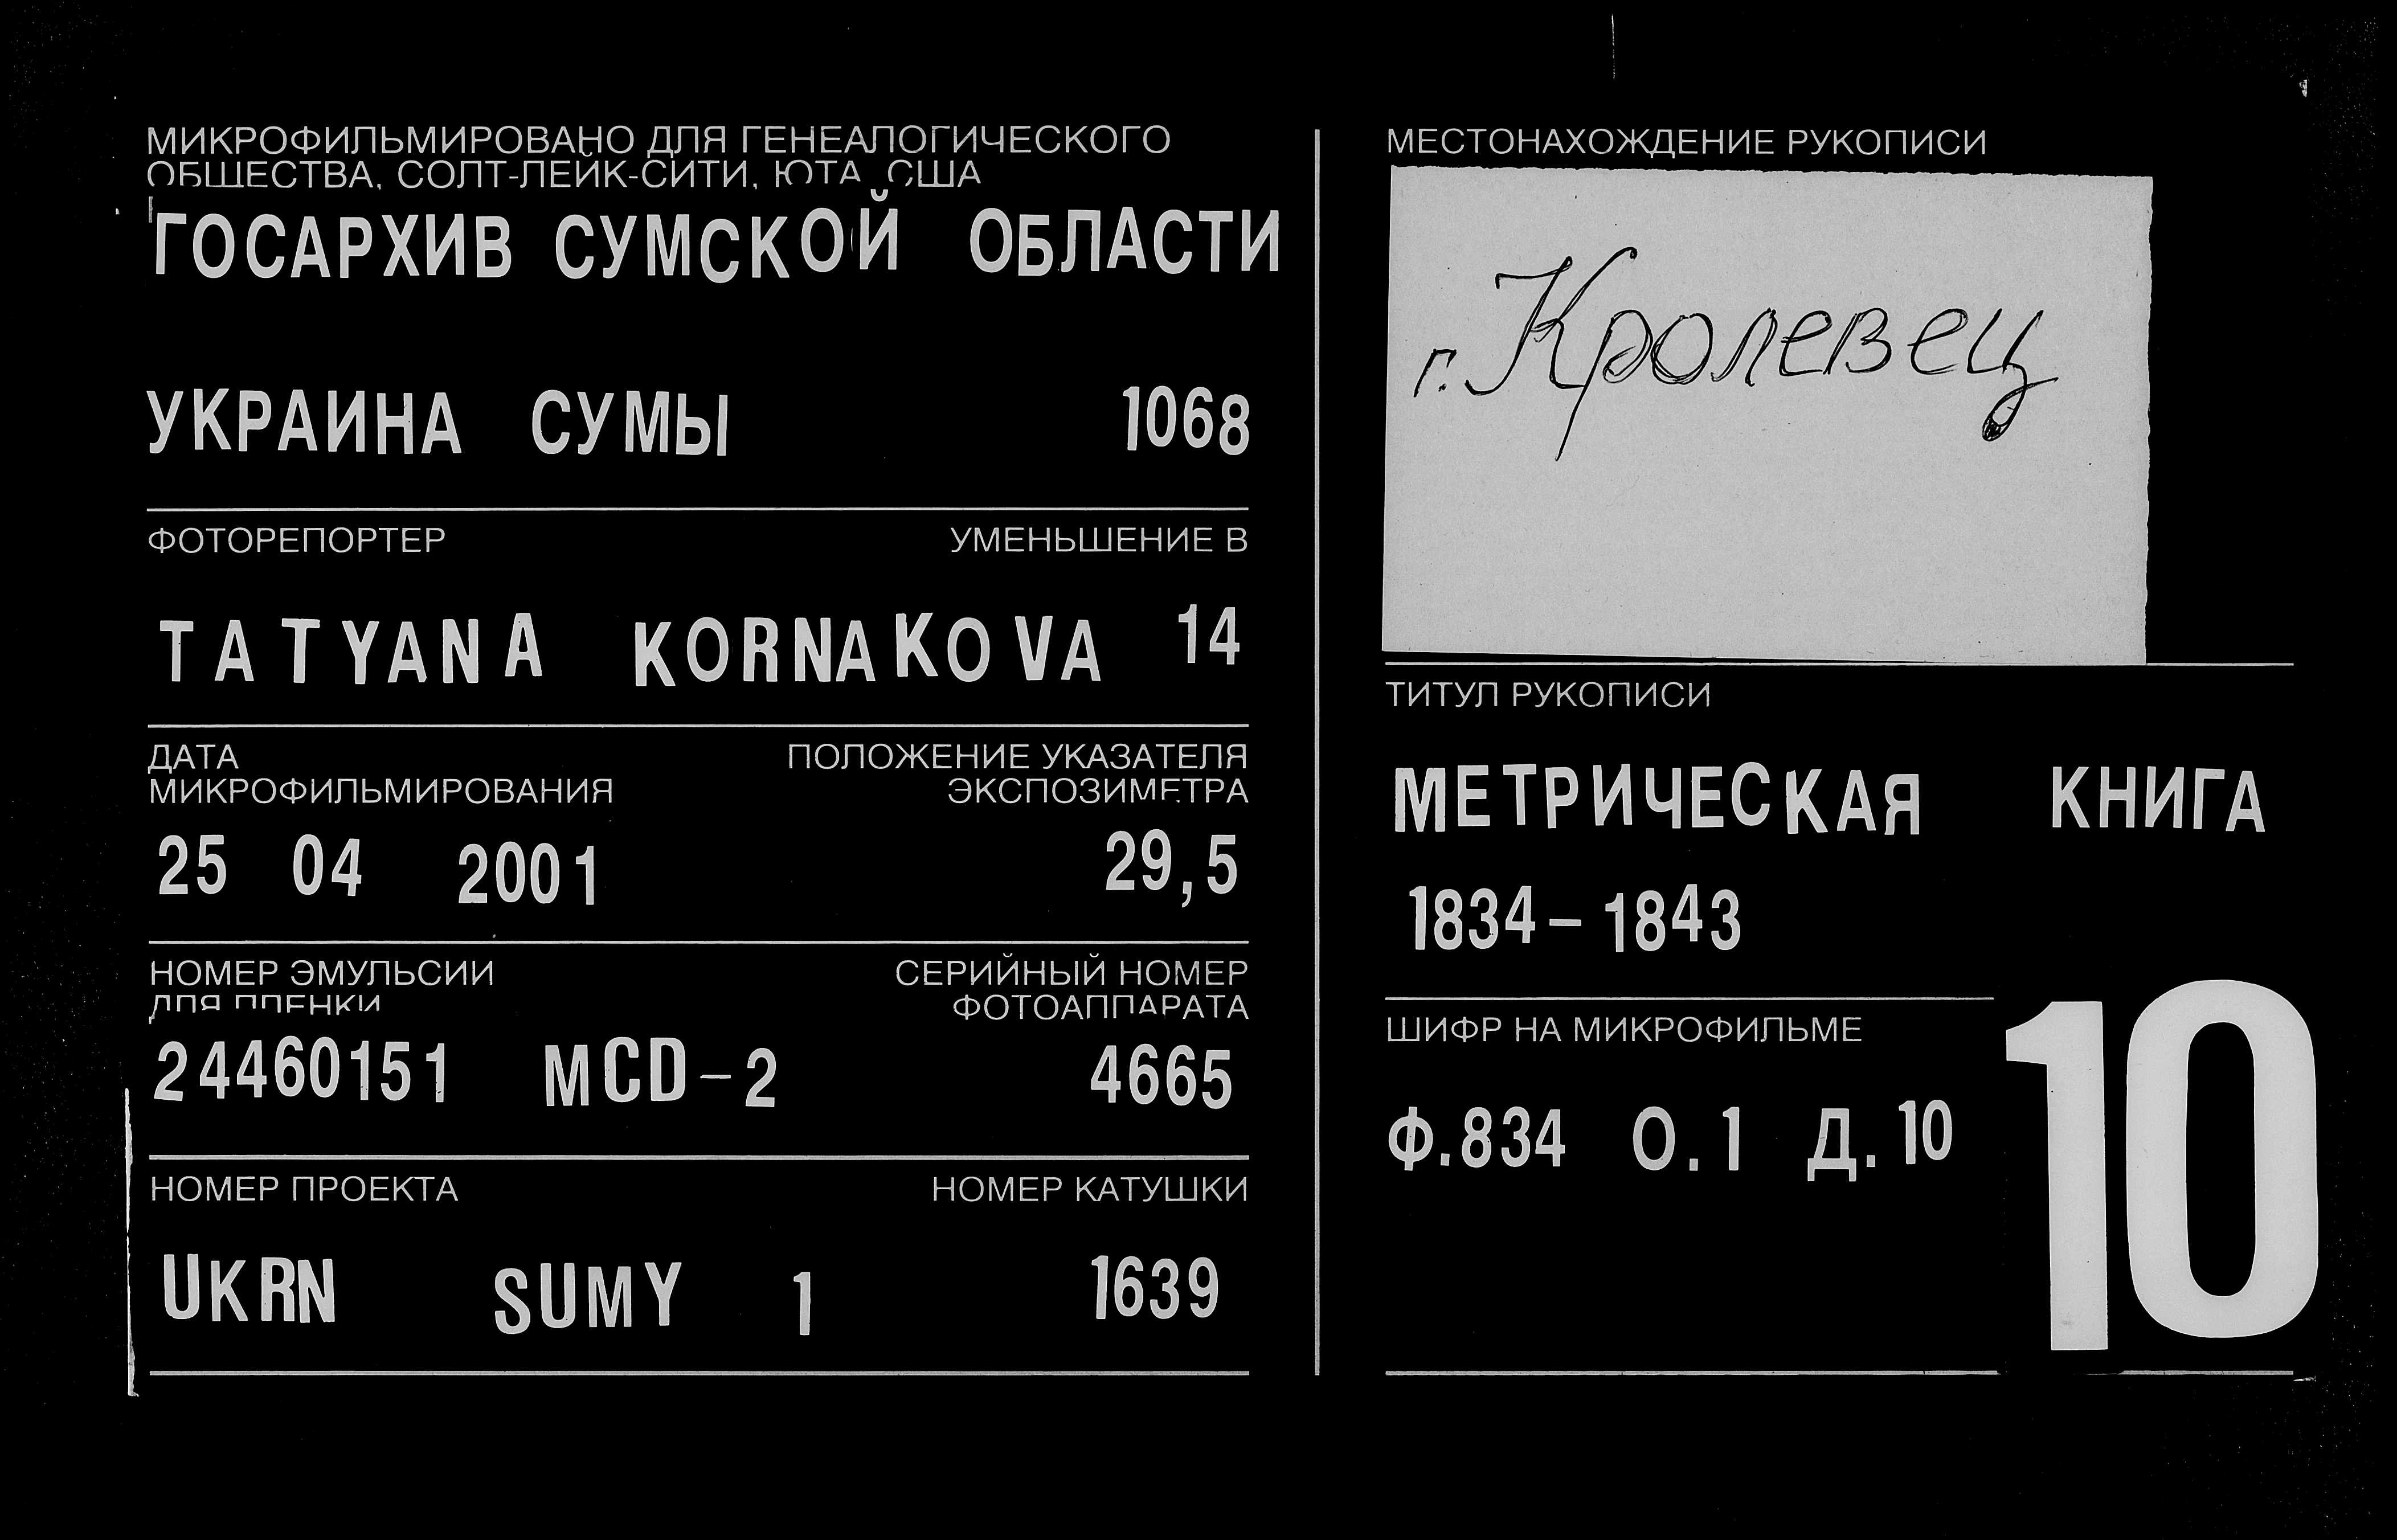 МИКРОФИЛЬМИРОВАНО ДЛЯ ГЕНЕАЛОГИЧЕСКОГО
ОБЩЕСТВА, СОЛТ-ЛЕЙК-СИТИ, ЮТА, США
ГОСАРХИВ СУМСКОЙ ОБЛАСТИ
УКРАИНА СУМЫ 1068
ФОТОРЕПОРТЕР УМЕНЬШЕНИЕ В
TATYANA KORNAKOVA 14
ДАТА ПОЛОЖЕНИЕ УКАЗАТЕЛЯ
МИКРОФИЛЬМИРОВАНИЯ ЭКСПОЗИМЕТРА
25 04 2001 29,5
НОМЕР ЭМУЛЬСИИ СЕРИЙНЫЙ НОМЕР
ДЛЯ ПЛЕНКИ ФОТОАППАРАТА
24460151 MCD-2 4665
НОМЕР ПРОЕКТА НОМЕР КАТУШКИ
UKRN SUMY 1 1639
МЕСТОНАХОЖДЕНИЕ РУКОПИСИ
г. Кролевец
ТИТУЛ РУКОПИСИ
МЕТРИЧЕСКАЯ КНИГА
1834-1843
ШИФР НА МИКРОФИЛЬМЕ
Ф.834 О.1 Д.10
10